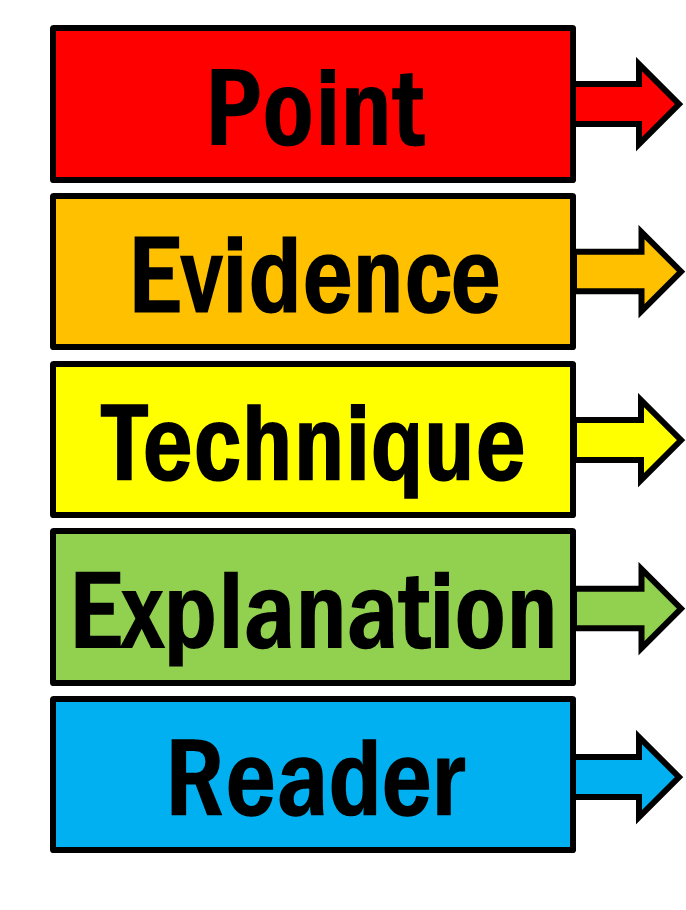 Point
Evidence
Technique
Explanation
Reader